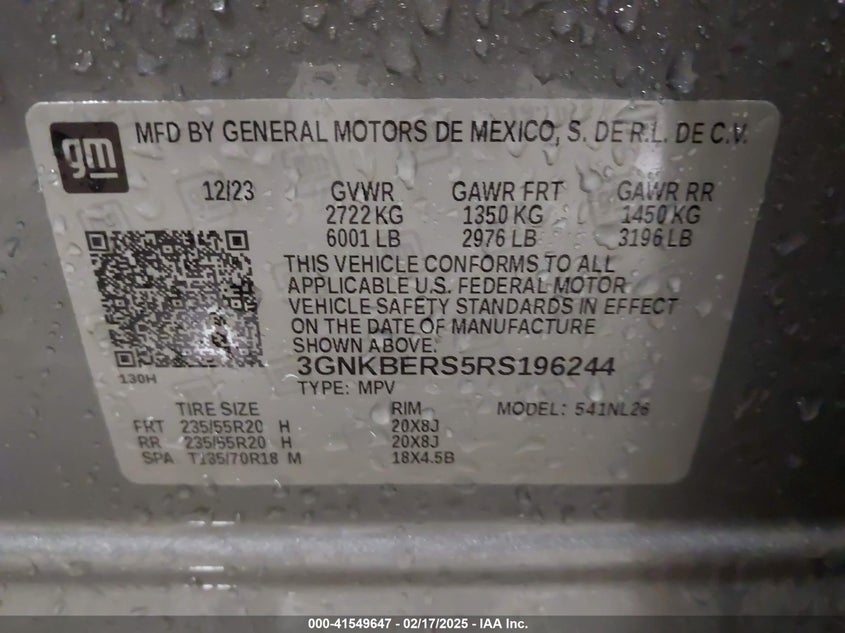 gm
MFD BY GENERAL MOTORS DE MEXICO, S. DE R.L. DE C.V.
12/23 GVWR GAWR FRT GAWR RR
2722 KG 1350 KG 1450 KG
6001 LB 2976 LB 3196 LB
THIS VEHICLE CONFORMS TO ALL
APPLICABLE U.S. FEDERAL MOTOR
VEHICLE SAFETY STANDARDS IN EFFECT
ON THE DATE OF MANUFACTURE
SHOWN ABOVE.
3GNKBERS5RS196244
130H
TYPE: MPV
TIRE SIZE RIM MODEL: 541NL26
FRT 235/55R20 H 20X8J
RR 235/55R20 H 20X8J
SPA T135/70R18 M 18X4.5B
000-41549647 - 02/17/2025 - IAA Inc.